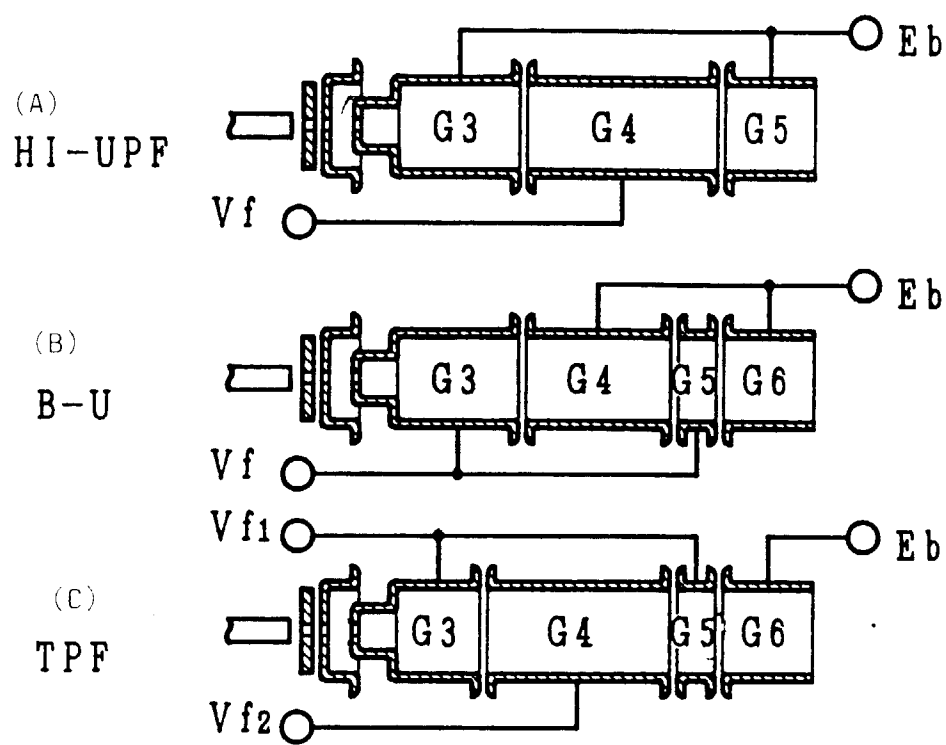 Eb
(A)
HI-UPF
G3 G4 G5
Vf
Eb
(B)
B-U
G3 G4 G5 G6
Vf
Vf1
Eb
(C)
TPF
G3 G4 G5 G6
Vf2